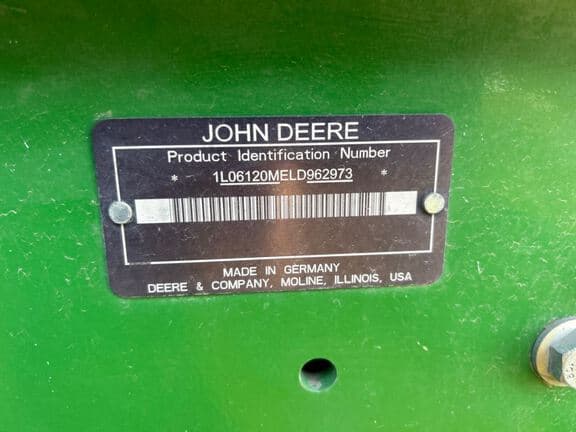 JOHN DEERE
Product Identification Number
* 1L06120MELD962973 *
MADE IN GERMANY
DEERE & COMPANY, MOLINE, ILLINOIS, USA